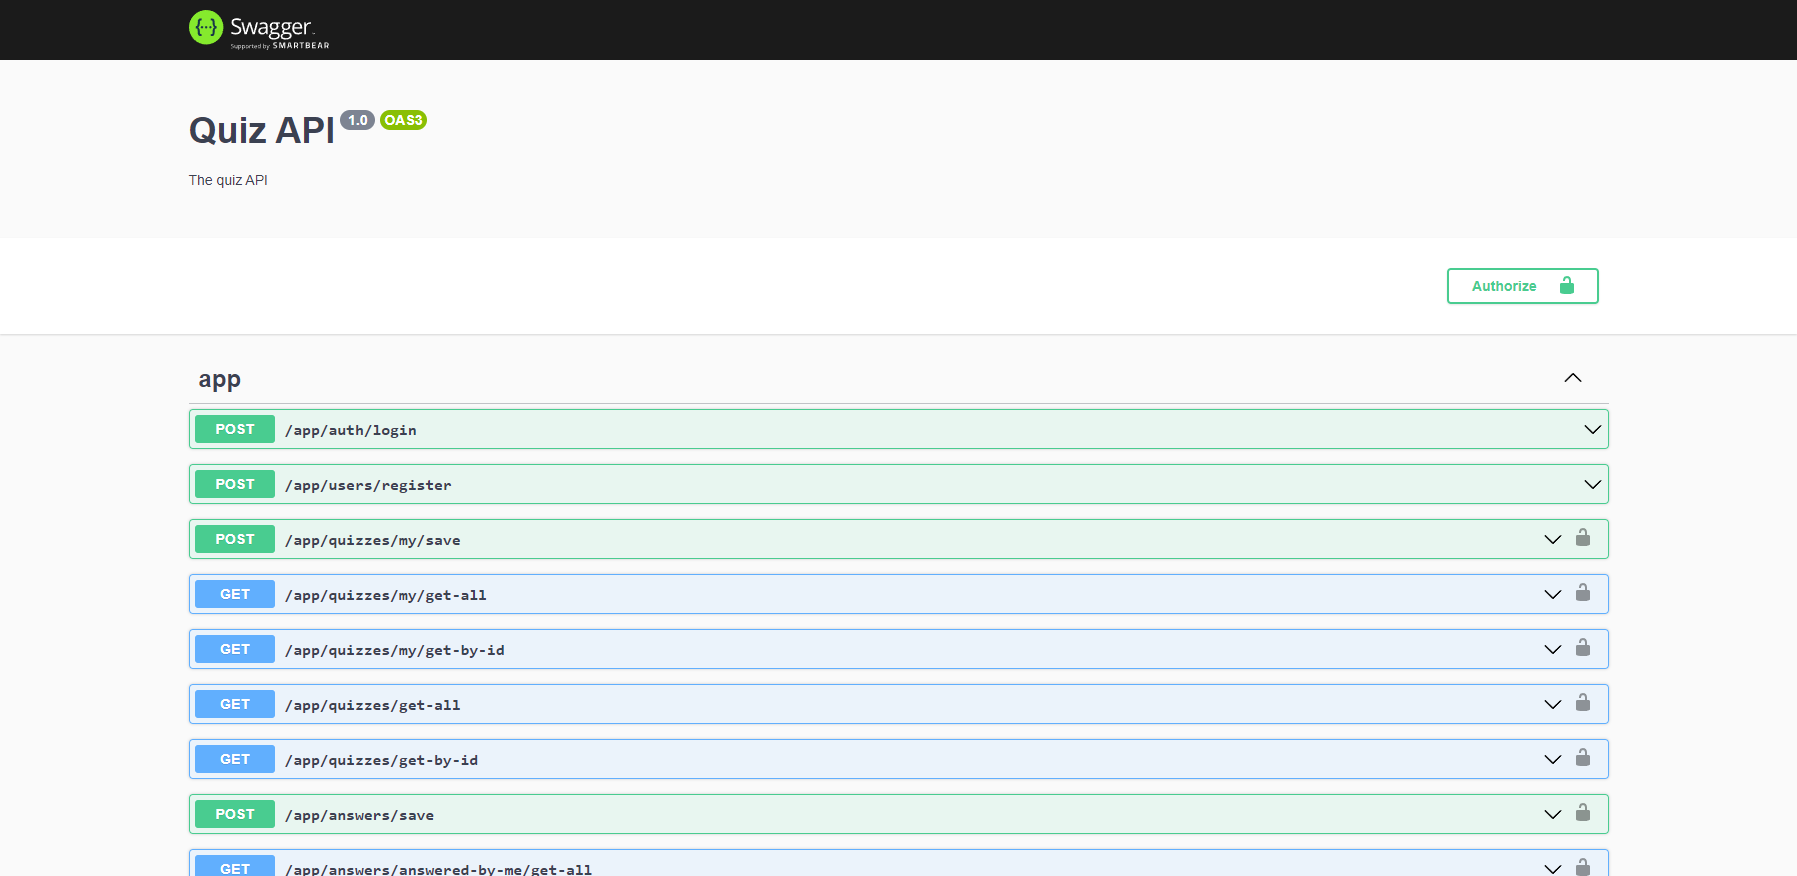 Swagger
Supported by SMARTBEAR
Quiz API 1.0 OAS3
The quiz API
Authorize
app
POST /app/auth/login
POST /app/users/register
POST /app/quizzes/my/save
GET /app/quizzes/my/get-all
GET /app/quizzes/my/get-by-id
GET /app/quizzes/get-all
GET /app/quizzes/get-by-id
POST /app/answers/save
GET /app/answers/answered-by-me/get-all